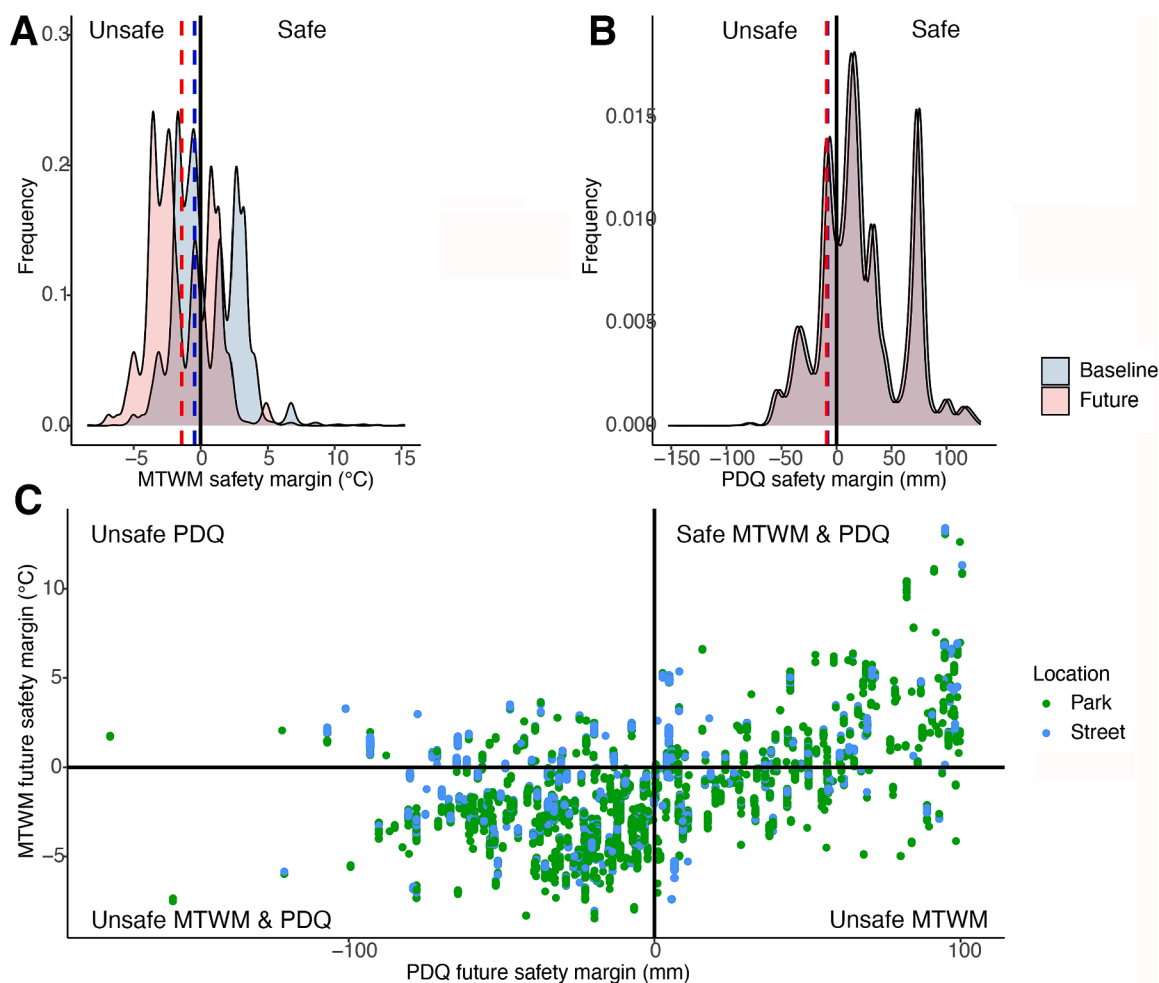 A
Unsafe
Safe
0.3
0.2
0.1
0.0
Frequency
−5
0
5
10
15
MTWM safety margin (°C)
B
Unsafe
Safe
0.015
0.010
0.005
0.000
Frequency
−150
−100
−50
0
50
100
PDQ safety margin (mm)
Baseline
Future
C
Unsafe PDQ
Safe MTWM & PDQ
10
5
0
−5
MTWM future safety margin (°C)
Unsafe MTWM & PDQ
Unsafe MTWM
−100
0
100
PDQ future safety margin (mm)
Location
Park
Street